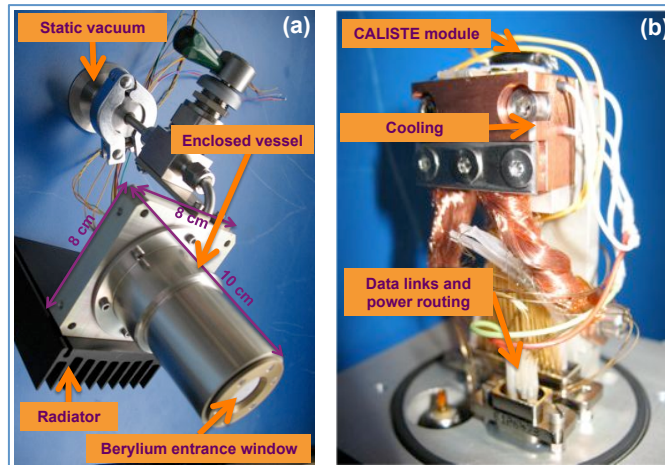 (a)
Static vacuum
Enclosed vessel
8 cm
8 cm
10 cm
Radiator
Berylium entrance window
(b)
CALISTE module
Cooling
Data links and
power routing